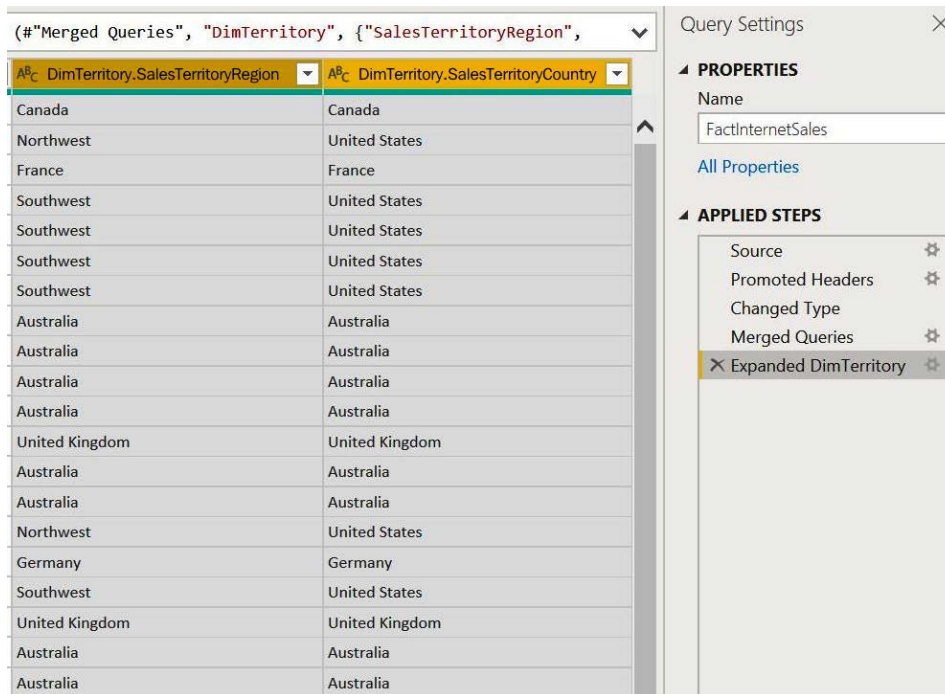 (#"Merged Queries", "DimTerritory", {"SalesTerritoryRegion",
ABC DimTerritory.SalesTerritoryRegion ABC DimTerritory.SalesTerritoryCountry
Canada Canada
Northwest United States
France France
Southwest United States
Southwest United States
Southwest United States
Southwest United States
Australia Australia
Australia Australia
Australia Australia
Australia Australia
United Kingdom United Kingdom
Australia Australia
Australia Australia
Northwest United States
Germany Germany
Southwest United States
United Kingdom United Kingdom
Australia Australia
Australia Australia
Query Settings
PROPERTIES
Name
FactInternetSales
All Properties
APPLIED STEPS
Source
Promoted Headers
Changed Type
Merged Queries
Expanded DimTerritory